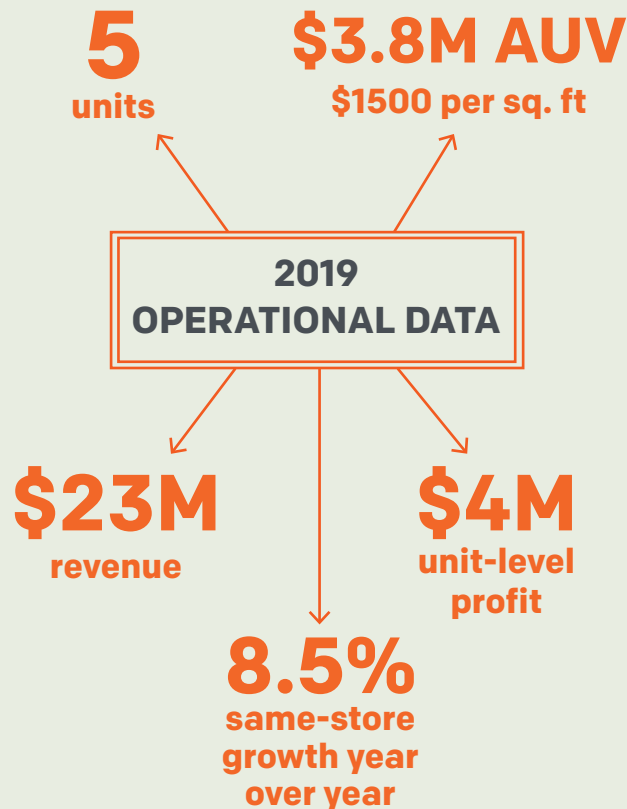 5
units
$3.8M AUV
$1500 per sq. ft
2019
OPERATIONAL DATA
$23M
revenue
$4M
unit-level
profit
8.5%
same-store
growth year
over year